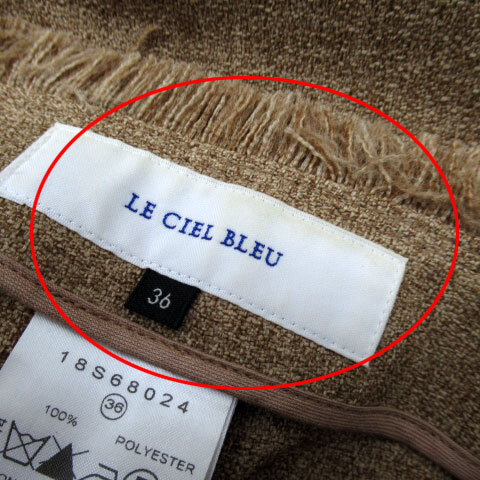 LE CIEL BLEU
36
18S68024
36
100%
POLYESTER